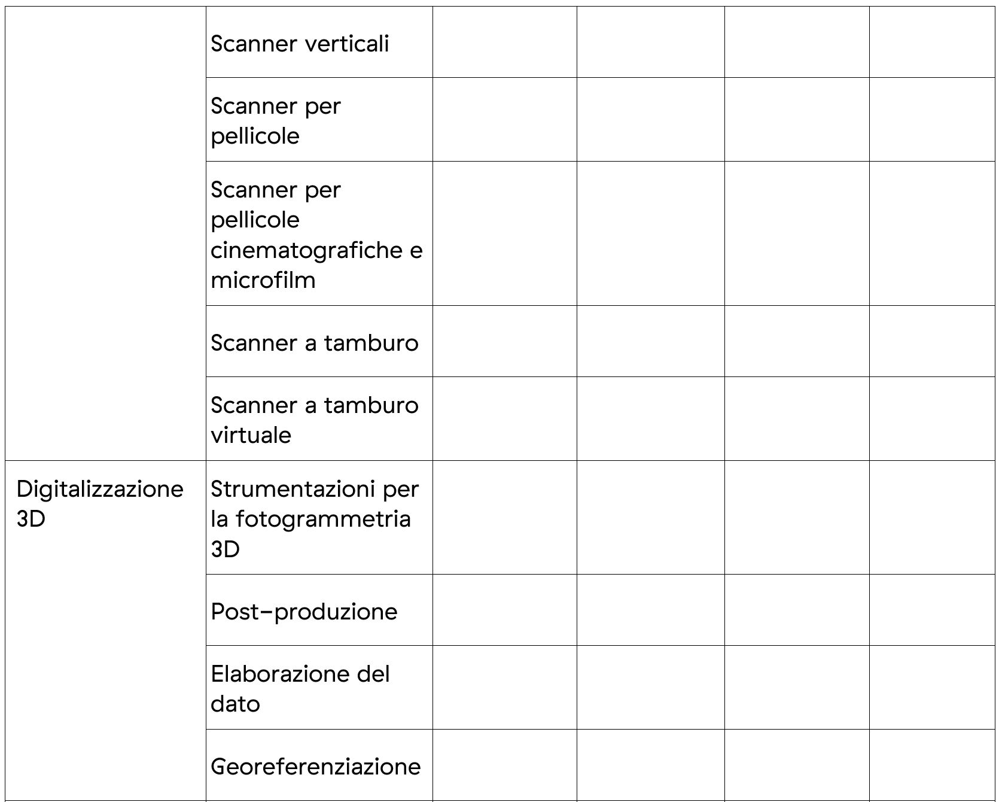 Scanner verticali
Scanner per
pellicole
Scanner per
pellicole
cinematografiche e
microfilm
Scanner a tamburo
Scanner a tamburo
virtuale
Digitalizzazione
3D
Strumentazioni per
la fotogrammetria
3D
Post-produzione
Elaborazione del
dato
Georeferenziazione